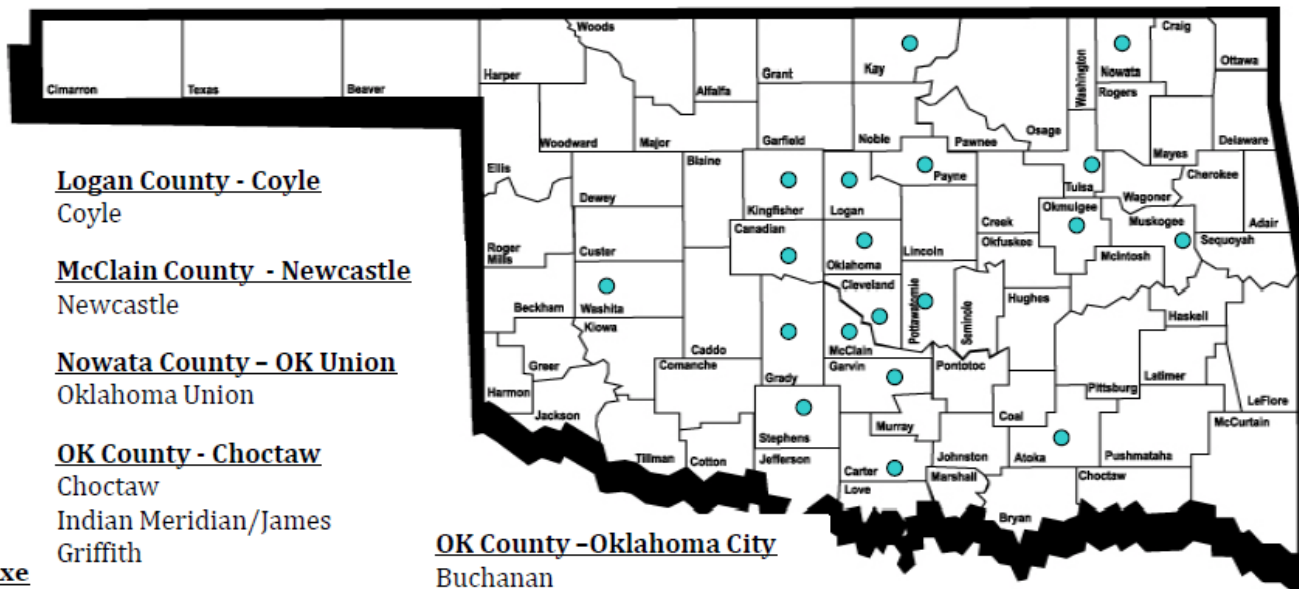 Woods
Craig
Cimarron
Texas
Beaver
Harper
Alfalfa
Grant
Kay
Washington
Nowata
Ottawa
Rogers
Woodward
Major
Garfield
Noble
Pawnee
Osage
Mayes
Delaware
Ellis
Blaine
Dewey
Kingfisher
Logan
Payne
Tulsa
Wagoner
Cherokee
Creek
Okmulgee
Muskogee
Adair
Roger
Mills
Custer
Canadian
Oklahoma
Lincoln
Okfuskee
McIntosh
Sequoyah
Beckham
Washita
Cleveland
Pottawatomie
Seminole
Hughes
Haskell
Kiowa
Caddo
Grady
McClain
Garvin
Pontotoc
Pittsburg
Latimer
LeFlore
Greer
Harmon
Jackson
Comanche
Stephens
Murray
Coal
McCurtain
Tillman
Cotton
Jefferson
Carter
Johnston
Atoka
Pushmataha
Love
Marshall
Choctaw
Bryan
Logan County - Coyle
Coyle
McClain County - Newcastle
Newcastle
Nowata County – OK Union
Oklahoma Union
OK County - Choctaw
Choctaw
Indian Meridian/James
Griffith
xe
OK County –Oklahoma City
Buchanan